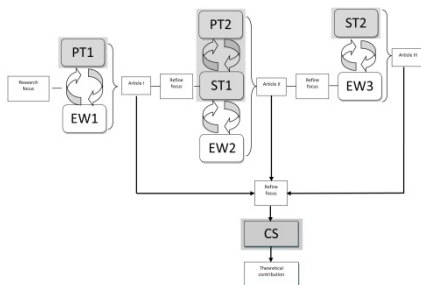 PT1
Research
focus
EW1
Article I
Refine
focus
PT2
ST1
EW2
Article II
Refine
focus
ST2
EW3
Article III
Refine
focus
CS
Theoretical
contribution